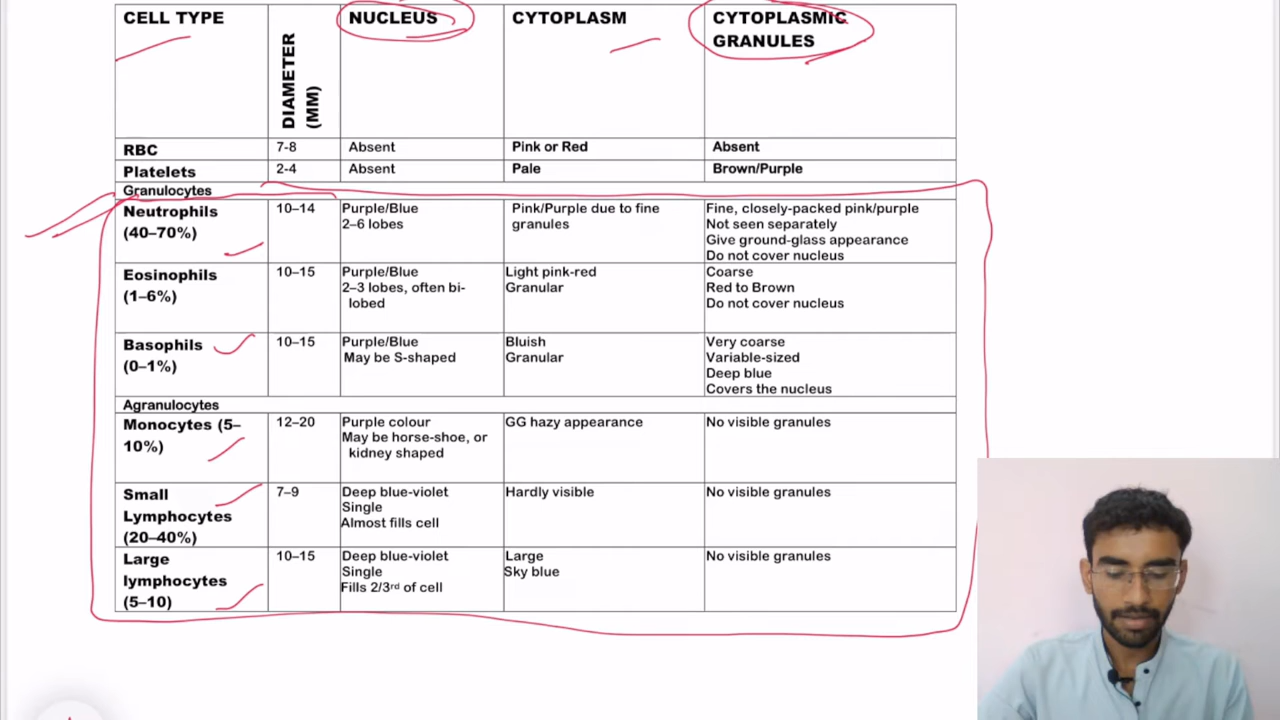 CELL TYPE
DIAMETER
(MM)
NUCLEUS
CYTOPLASM
CYTOPLASMIC
GRANULES
RBC
7-8
Absent
Pink or Red
Absent
Platelets
2-4
Absent
Pale
Brown/Purple
Granulocytes
Neutrophils
(40–70%)
10–14
Purple/Blue
2–6 lobes
Pink/Purple due to fine
granules
Fine, closely-packed pink/purple
Not seen separately
Give ground-glass appearance
Do not cover nucleus
Eosinophils
(1–6%)
10–15
Purple/Blue
2–3 lobes, often bi-
lobed
Light pink-red
Granular
Coarse
Red to Brown
Do not cover nucleus
Basophils
(0–1%)
10–15
Purple/Blue
May be S-shaped
Bluish
Granular
Very coarse
Variable-sized
Deep blue
Covers the nucleus
Agranulocytes
Monocytes (5–
10%)
12–20
Purple colour
May be horse-shoe, or
kidney shaped
GG hazy appearance
No visible granules
Small
Lymphocytes
(20–40%)
7–9
Deep blue-violet
Single
Almost fills cell
Hardly visible
No visible granules
Large
lymphocytes
(5–10)
10–15
Deep blue-violet
Single
Fills 2/3rd of cell
Large
Sky blue
No visible granules